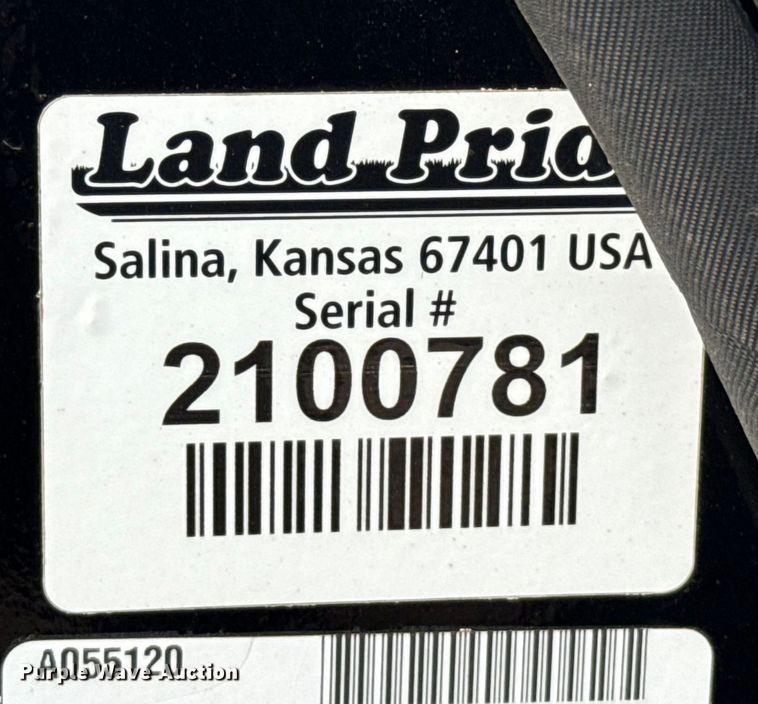 Land Prid
Salina, Kansas 67401 USA
Serial #
2100781
A055120
Purple Wave Auction